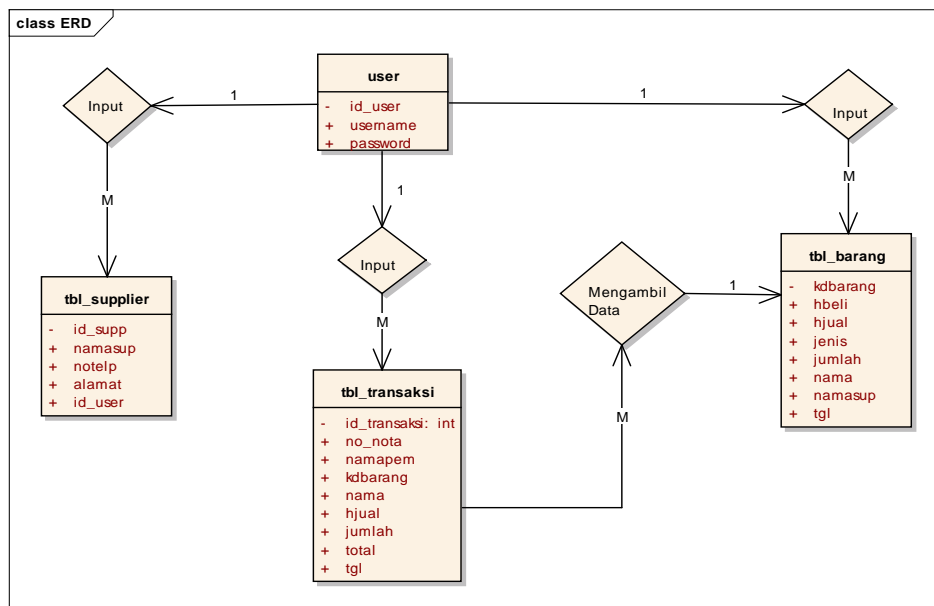 class ERD
user
- id_user
+ username
+ password
Input
1
M
1
Input
M
1
Input
M
tbl_supplier
- id_supp
+ namasup
+ notelp
+ alamat
+ id_user
tbl_transaksi
- id_transaksi: int
+ no_nota
+ namapem
+ kdbarang
+ nama
+ hjual
+ jumlah
+ total
+ tgl
Mengambil
Data
1
M
tbl_barang
- kdbarang
+ hbeli
+ hjual
+ jenis
+ jumlah
+ nama
+ namasup
+ tgl